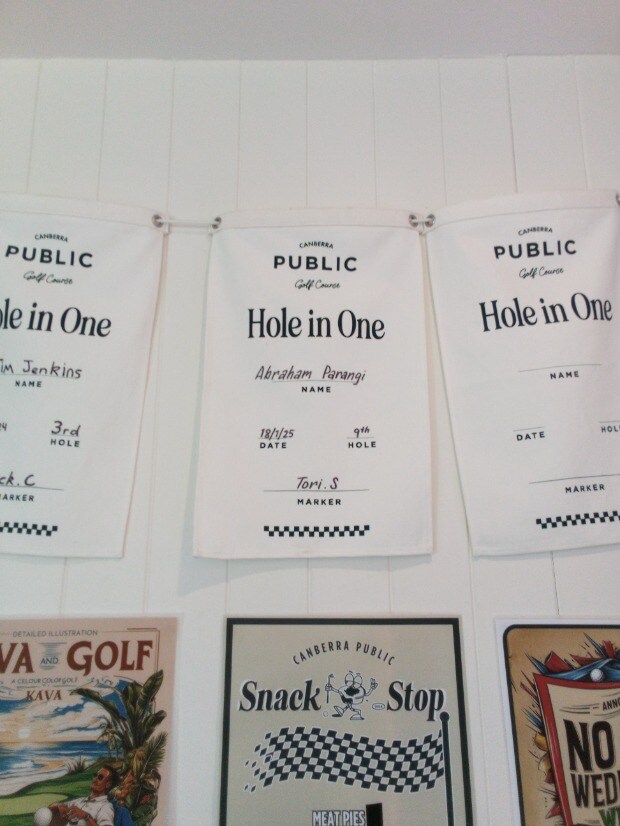 CANBERRA
PUBLIC
Golf Course
Hole in One
Jenkins
NAME
3rd
HOLE
ck.C
MARKER
CANBERRA
PUBLIC
Golf Course
Hole in One
Abraham Parangi
NAME
18/1/25 9th
DATE HOLE
Tori.S
MARKER
CANBERRA
PUBLIC
Golf Course
Hole in One
NAME
DATE HOL
MARKER
DETAILED ILLUSTRATION
VA AND GOLF
KAVA
CANBERRA PUBLIC
Snack Stop
MEAT PIES
NO
WED